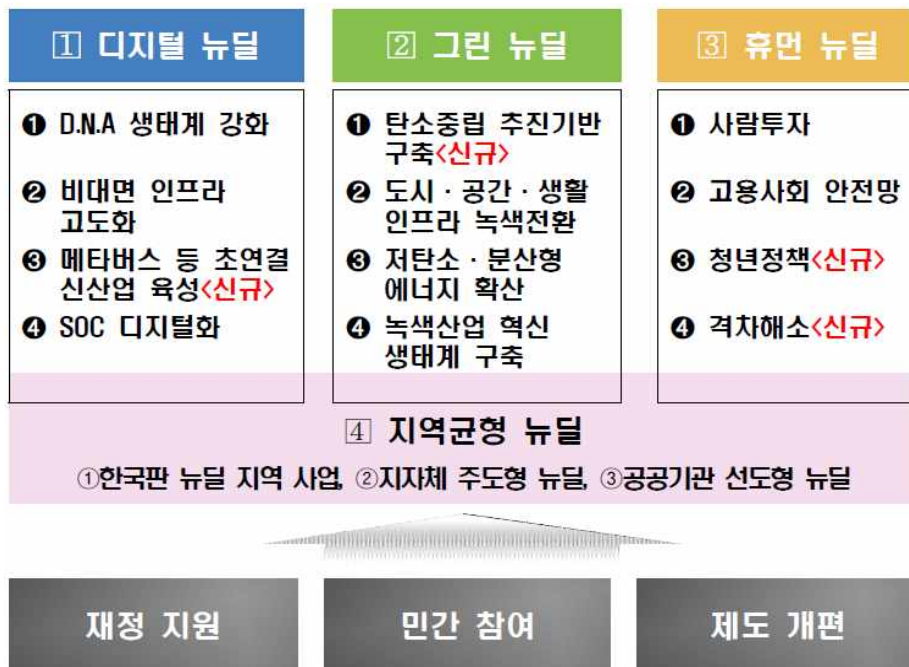 1 디지털 뉴딜
❶ D.N.A 생태계 강화
❷ 비대면 인프라
고도화
❸ 메타버스 등 초연결
신산업 육성<신규>
❹ SOC 디지털화
2 그린 뉴딜
❶ 탄소중립 추진기반
구축<신규>
❷ 도시·공간·생활
인프라 녹색전환
❸ 저탄소·분산형
에너지 확산
❹ 녹색산업 혁신
생태계 구축
3 휴먼 뉴딜
❶ 사람투자
❷ 고용사회 안전망
❸ 청년정책<신규>
❹ 격차해소<신규>
4 지역균형 뉴딜
①한국판 뉴딜 지역 사업, ②지자체 주도형 뉴딜, ③공공기관 선도형 뉴딜
재정 지원
민간 참여
제도 개편